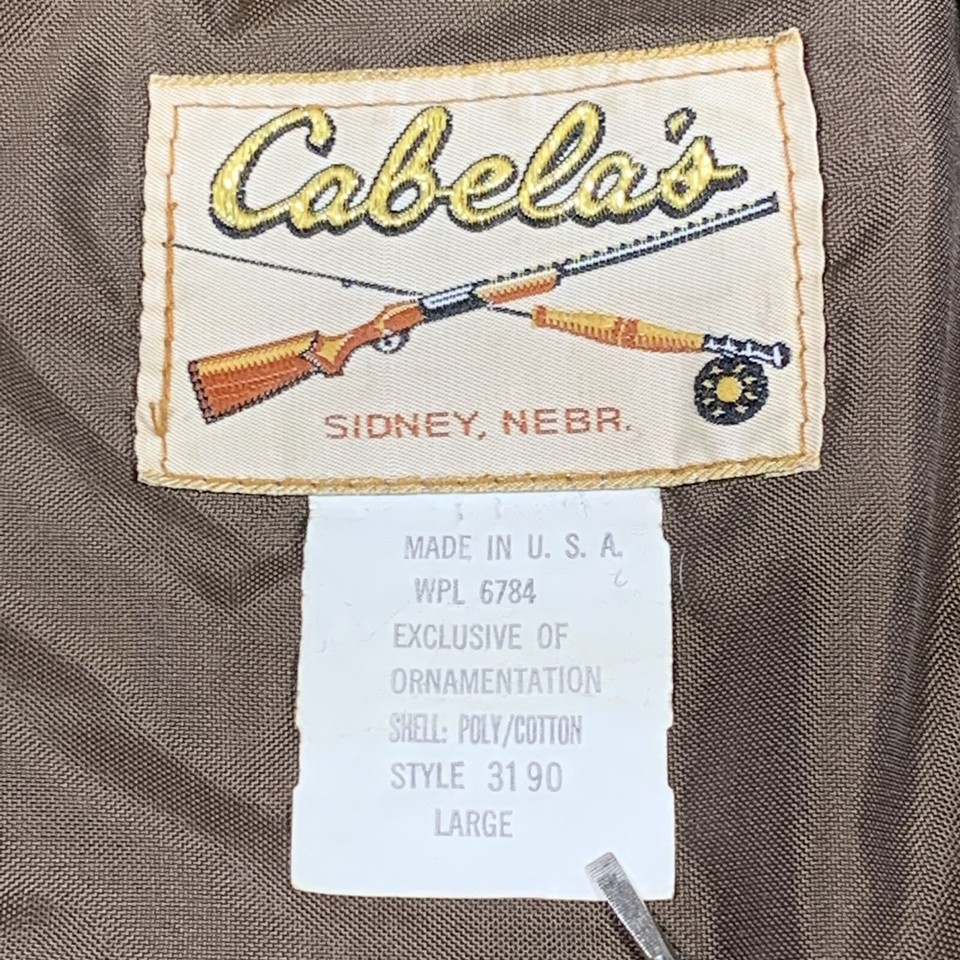 Cabela's
SIDNEY, NEBR.
MADE IN U. S. A.
WPL 6784
EXCLUSIVE OF
ORNAMENTATION
SHELL: POLY/COTTON
STYLE 3190
LARGE